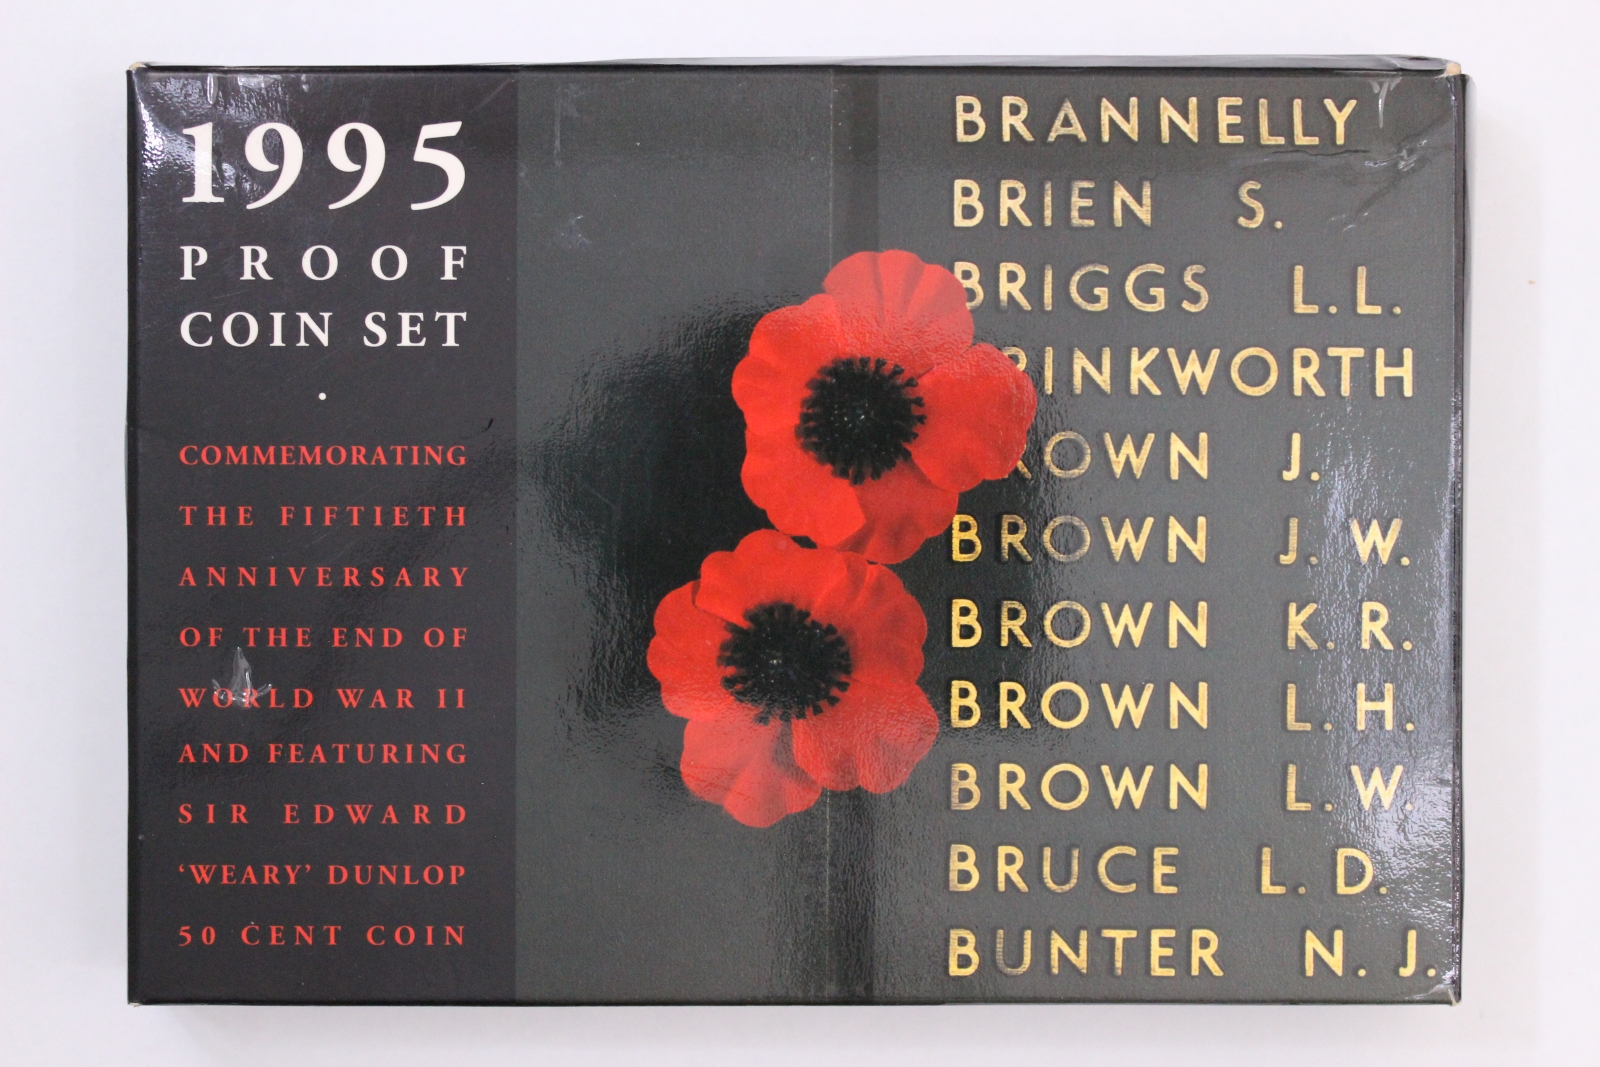 1995
PROOF
COIN SET
COMMEMORATING
THE FIFTIETH
ANNIVERSARY
OF THE END OF
WORLD WAR II
AND FEATURING
SIR EDWARD
‘WEARY’ DUNLOP
50 CENT COIN
BRANNELLY
BRIEN S.
BRIGGS L. L.
RINKWORTH
ROWN J.
BROWN J. W.
BROWN K. R.
BROWN L. H.
BROWN L. W.
BRUCE L. D.
BUNTER N. J.